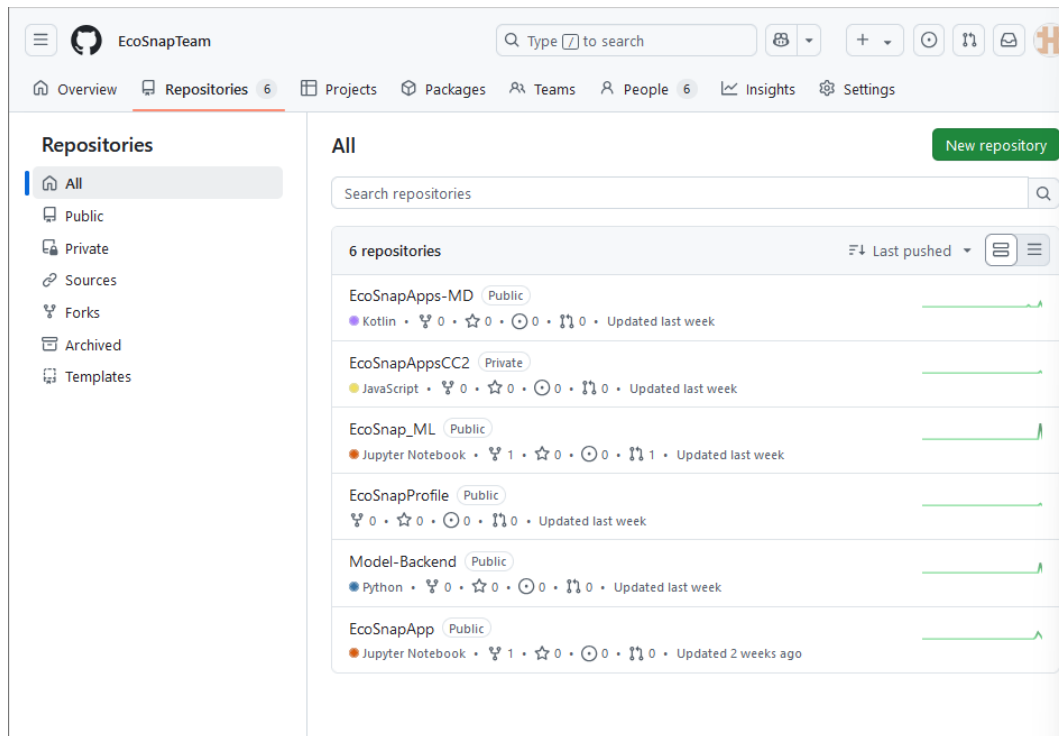 EcoSnapTeam
Type / to search
Overview Repositories 6 Projects Packages Teams People 6 Insights Settings
Repositories
All
Public
Private
Sources
Forks
Archived
Templates
All
New repository
Search repositories
6 repositories
Last pushed
EcoSnapApps-MD Public
Kotlin • 0 • 0 • 0 • 0 • Updated last week
EcoSnapAppsCC2 Private
JavaScript • 0 • 0 • 0 • 0 • Updated last week
EcoSnap_ML Public
Jupyter Notebook • 1 • 0 • 0 • 1 • Updated last week
EcoSnapProfile Public
0 • 0 • 0 • 0 • Updated last week
Model-Backend Public
Python • 0 • 0 • 0 • 0 • Updated last week
EcoSnapApp Public
Jupyter Notebook • 1 • 0 • 0 • 0 • Updated 2 weeks ago